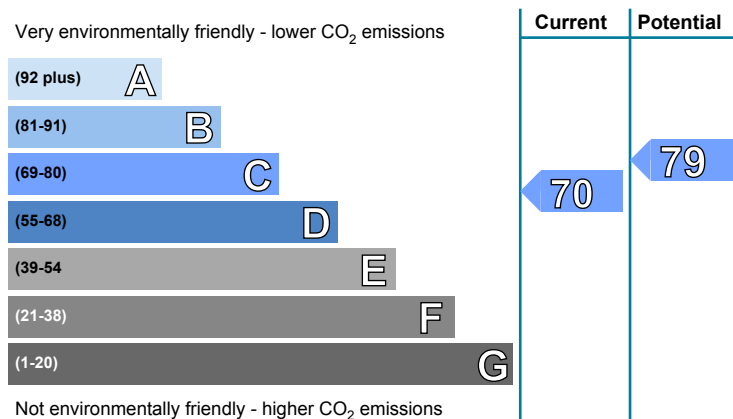 Very environmentally friendly - lower CO2 emissions
Current
Potential
(92 plus) A
(81-91) B
(69-80) C
(55-68) D
(39-54 E
(21-38) F
(1-20) G
79
70
Not environmentally friendly - higher CO2 emissions